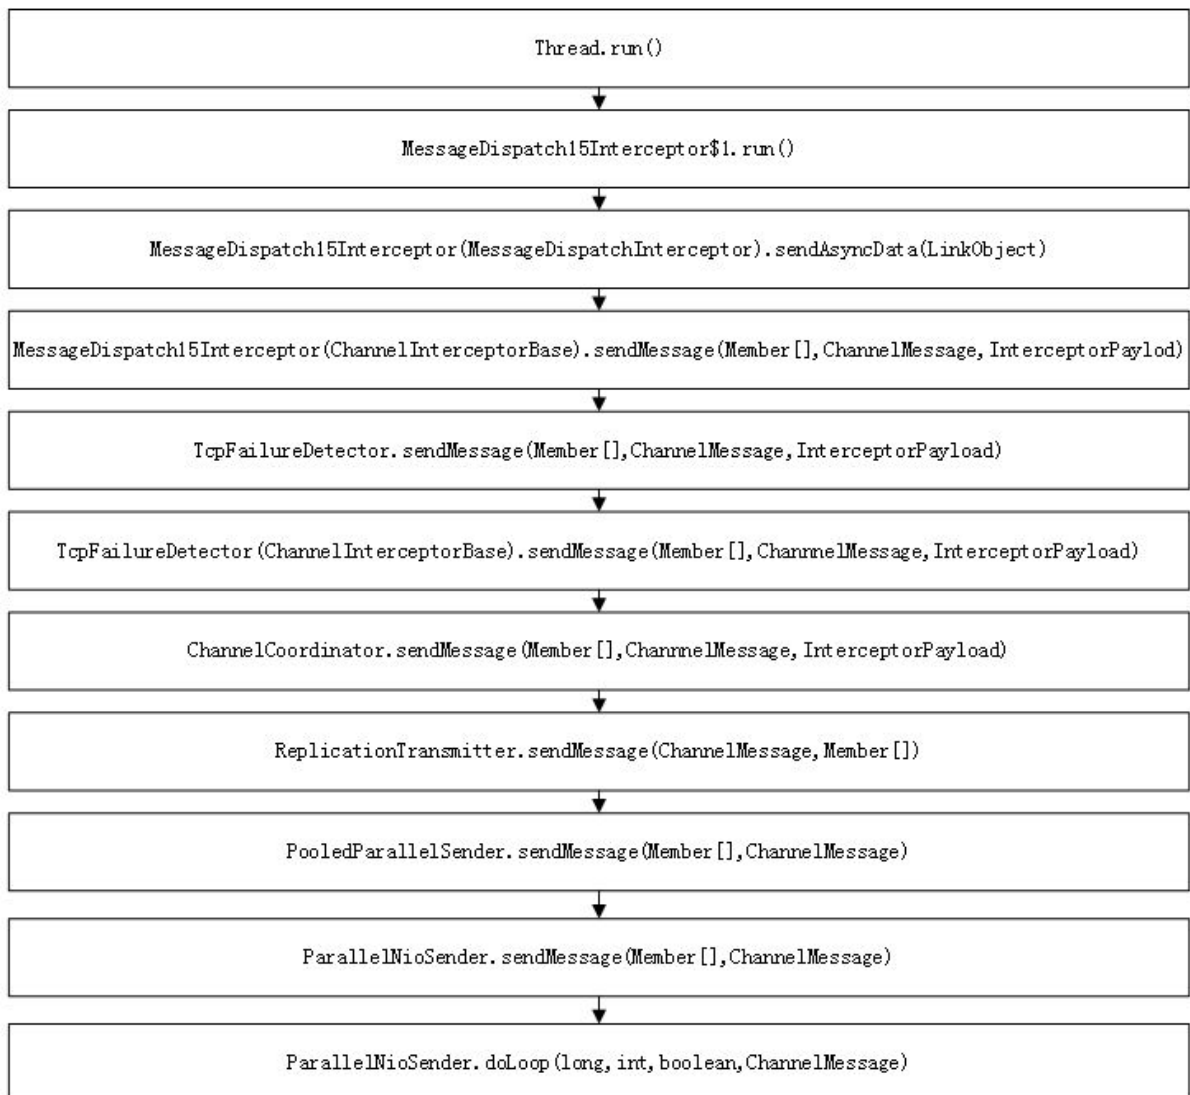 Thread.run()
MessageDispatch15Interceptor$1.run()
MessageDispatch15Interceptor(MessageDispatchInterceptor).sendAsyncData(LinkObject)
MessageDispatch15Interceptor(ChannelInterceptorBase).sendMessage(Member[],ChannelMessage,InterceptorPaylod)
TcpFailureDetector.sendMessage(Member[],ChannelMessage,InterceptorPayload)
TcpFailureDetector(ChannelInterceptorBase).sendMessage(Member[],ChannnelMessage,InterceptorPayload)
ChannelCoordinator.sendMessage(Member[],ChannnelMessage,InterceptorPayload)
ReplicationTransmitter.sendMessage(ChannelMessage,Member[])
PooledParallelSender.sendMessage(Member[],ChannelMessage)
ParallelNioSender.sendMessage(Member[],ChannelMessage)
ParallelNioSender.doLoop(long,int,boolean,ChannelMessage)